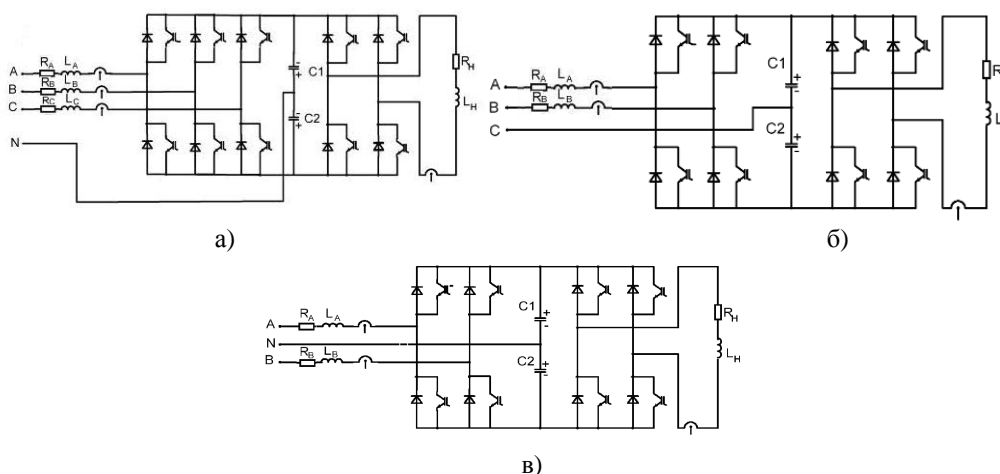 A
R_A
L_A
B
R_B
L_B
C
R_C
L_C
N
C1
C2
R_H
L_H
а)
A
R_A
L_A
B
R_B
L_B
C
C1
C2
R
L
б)
A
R_A
L_A
N
B
R_B
L_B
C1
C2
R_H
L_H
в)